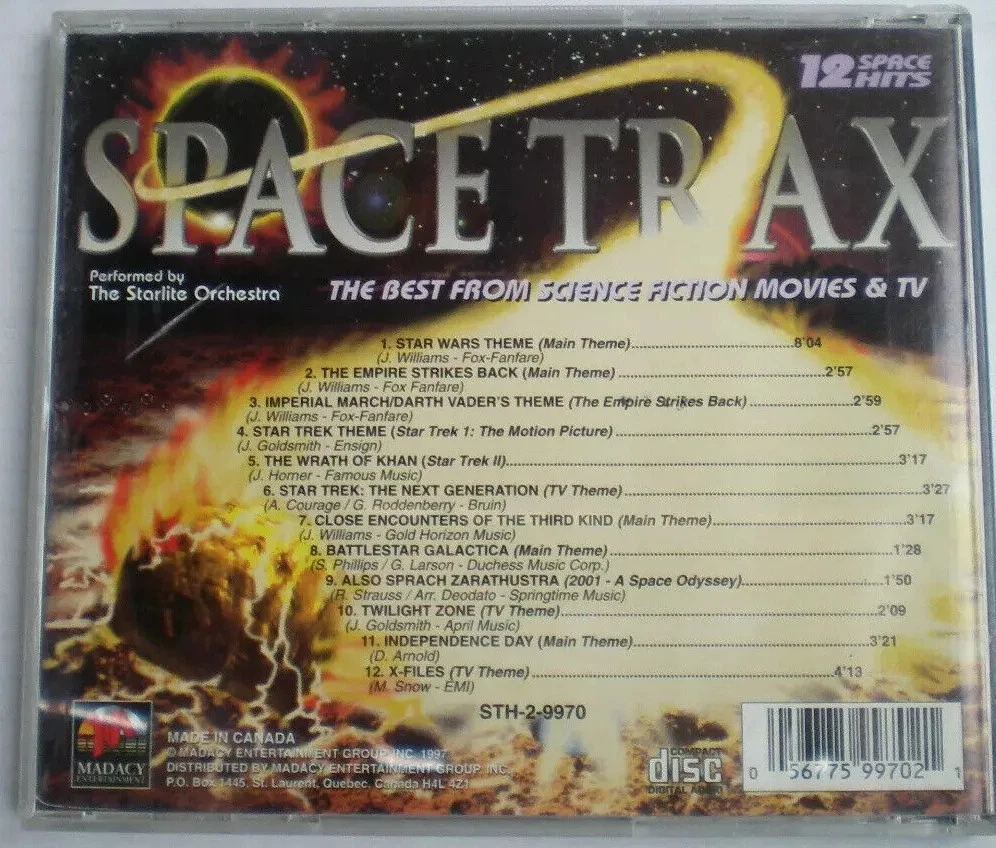 12 SPACE HITS
SPACE TRAX
Performed by
The Starlite Orchestra
THE BEST FROM SCIENCE FICTION MOVIES & TV
1. STAR WARS THEME (Main Theme)..........8'04
(J. Williams - Fox-Fanfare)
2. THE EMPIRE STRIKES BACK (Main Theme)..........2'57
(J. Williams - Fox Fanfare)
3. IMPERIAL MARCH/DARTH VADER'S THEME (The Empire Strikes Back)..........2'59
(J. Williams - Fox-Fanfare)
4. STAR TREK THEME (Star Trek 1: The Motion Picture)..........2'57
(J. Goldsmith - Ensign)
5. THE WRATH OF KHAN (Star Trek II)..........3'17
(J. Horner - Famous Music)
6. STAR TREK: THE NEXT GENERATION (TV Theme)..........3'27
(A. Courage / G. Roddenberry - Bruin)
7. CLOSE ENCOUNTERS OF THE THIRD KIND (Main Theme)..........3'17
(J. Williams - Gold Horizon Music)
8. BATTLESTAR GALACTICA (Main Theme)..........1'28
(S. Phillips / G. Larson - Duchess Music Corp.)
9. ALSO SPRACH ZARATHUSTRA (2001 - A Space Odyssey)..........1'50
(R. Strauss / Arr. Deodato - Springtime Music)
10. TWILIGHT ZONE (TV Theme)..........2'09
(J. Goldsmith - April Music)
11. INDEPENDENCE DAY (Main Theme)..........3'21
(D. Arnold)
12. X-FILES (TV Theme)..........4'13
(M. Snow - EMI)
STH-2-9970
MADACY
ENTERTAINMENT
MADE IN CANADA
© MADACY ENTERTAINMENT GROUP INC. 1997
DISTRIBUTED BY MADACY ENTERTAINMENT GROUP INC.
P.O. Box 1445, St. Laurent, Quebec, Canada H4L 4Z1
COMPACT
disc
DIGITAL AUDIO
0 56775 99702 1